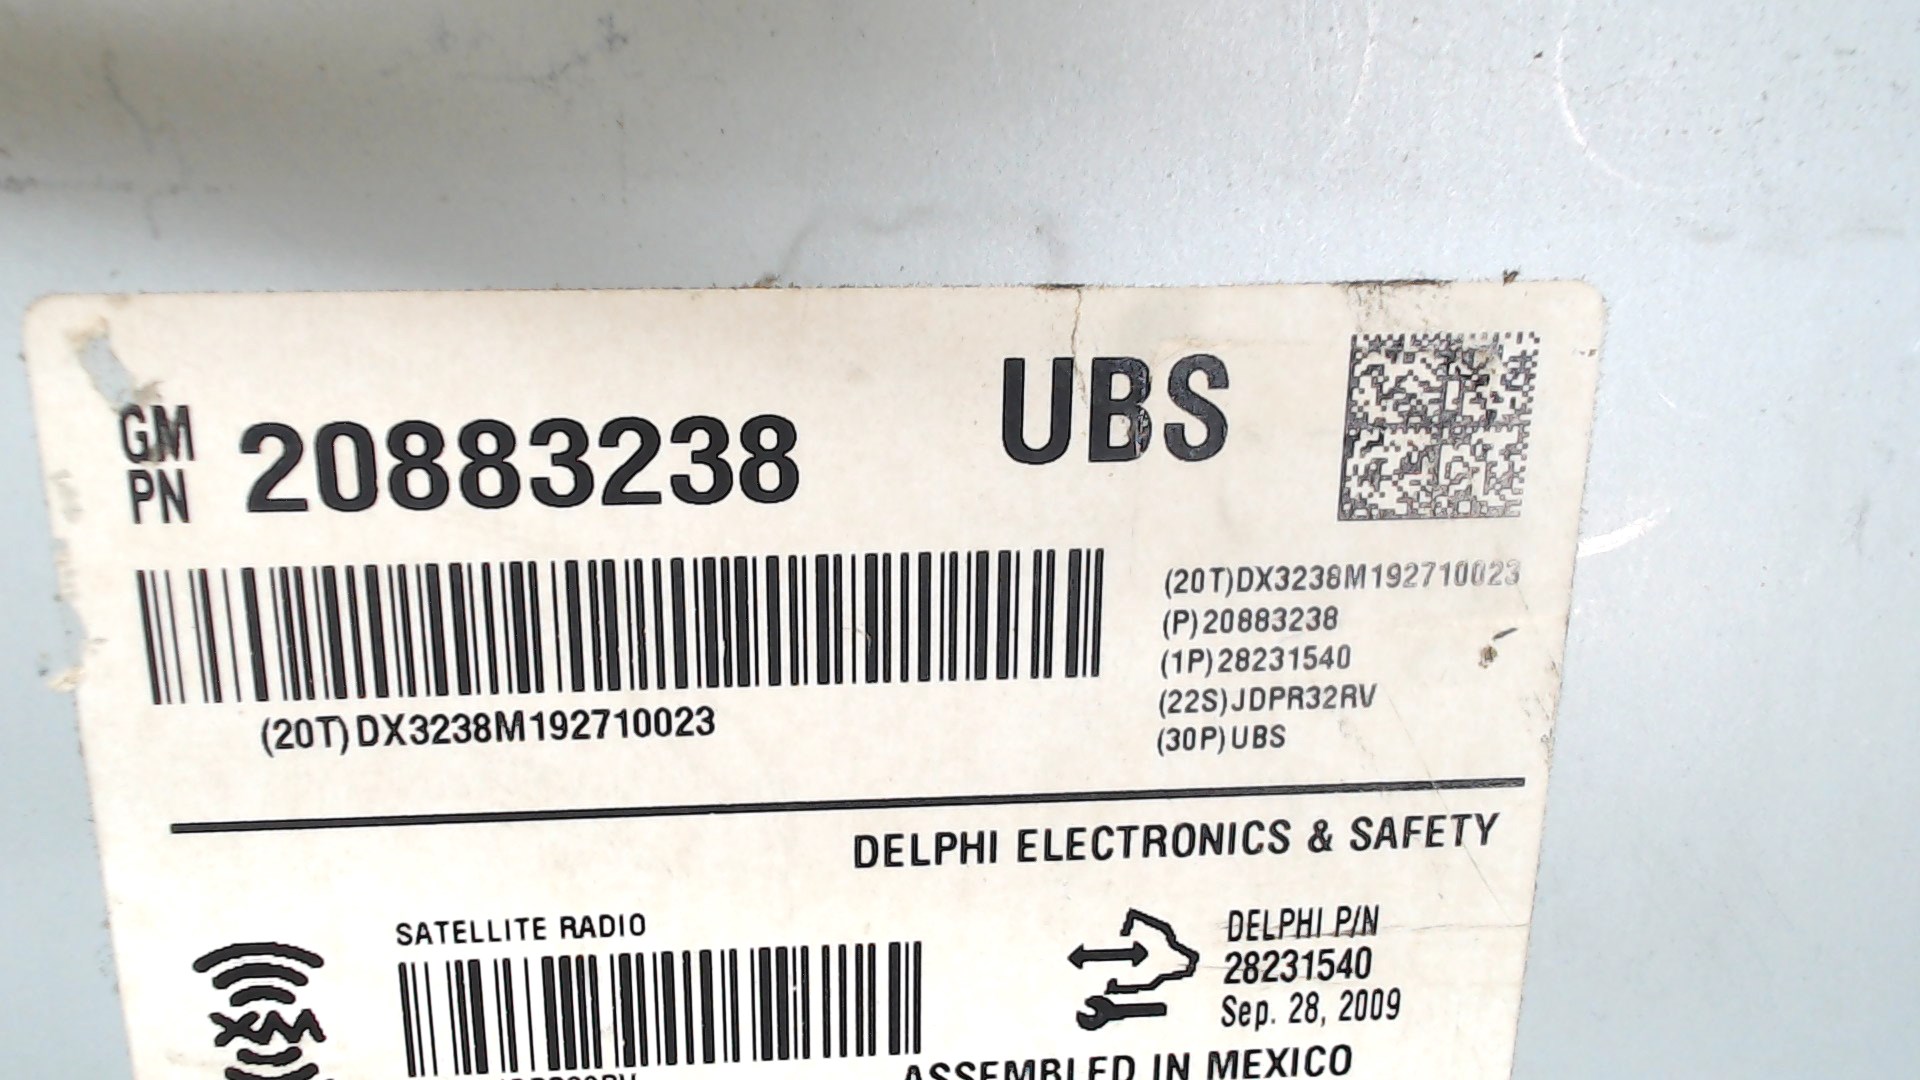 GM
PN 20883238
UBS
(20T)DX3238M192710023
(20T)DX3238M192710023
(P)20883238
(1P)28231540
(22S)JDPR32RV
(30P)UBS
DELPHI ELECTRONICS & SAFETY
SATELLITE RADIO
XM
DELPHI P/N
28231540
Sep. 28, 2009
ASSEMBLED IN MEXICO